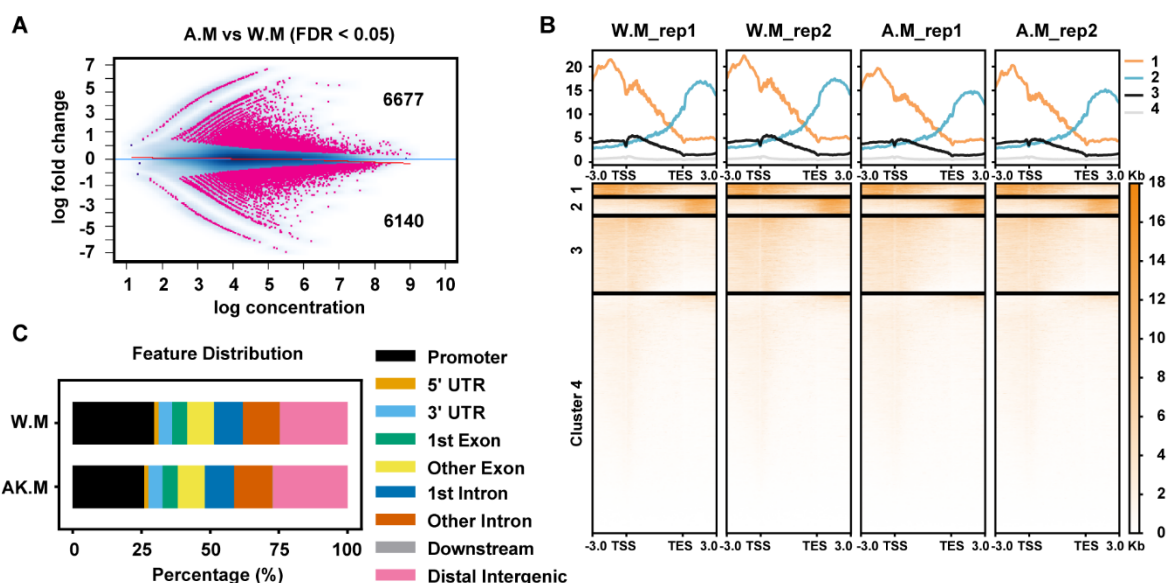 A
A.M vs W.M (FDR < 0.05)
log fold change
7
5
3
1
0
-1
-3
-5
-7
6677
6140
1 2 3 4 5 6 7 8 9 10
log concentration
B
W.M_rep1 W.M_rep2 A.M_rep1 A.M_rep2
20
15
10
5
0
1
2
3
4
-3.0 TSS TES 3.0 -3.0 TSS TES 3.0 -3.0 TSS TES 3.0 -3.0 TSS TES 3.0 Kb
1
2
3
Cluster 4
18
16
14
12
10
8
6
4
2
0
-3.0 TSS TES 3.0 -3.0 TSS TES 3.0 -3.0 TSS TES 3.0 -3.0 TSS TES 3.0 Kb
C
Feature Distribution
W.M
AK.M
0 25 50 75 100
Percentage (%)
Promoter
5' UTR
3' UTR
1st Exon
Other Exon
1st Intron
Other Intron
Downstream
Distal Intergenic